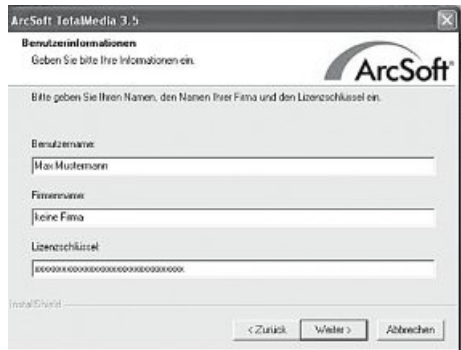 ArcSoft TotalMedia 3.5
Benutzerinformationen
Geben Sie bitte Ihre Informationen ein.
ArcSoft®
Bitte geben Sie Ihren Namen, den Namen Ihrer Firma und den Lizenzschlüssel ein.
Benutzername:
Max Mustermann
Firmenname:
keine Firma
Lizenzschlüssel:
InstallShield
< Zurück
Weiter >
Abbrechen